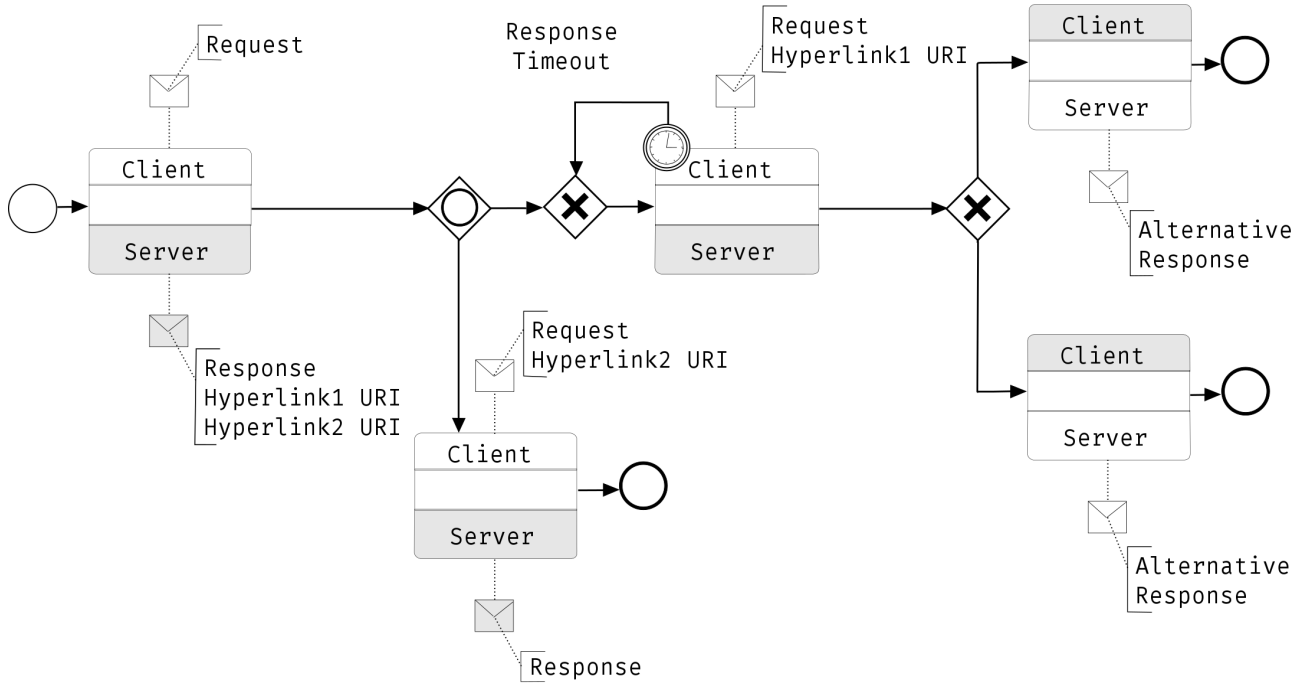 Request
Client
Server
Response
Hyperlink1 URI
Hyperlink2 URI
Response
Timeout
Request
Hyperlink1 URI
Client
Server
Request
Hyperlink2 URI
Client
Server
Response
Client
Server
Alternative
Response
Client
Server
Alternative
Response